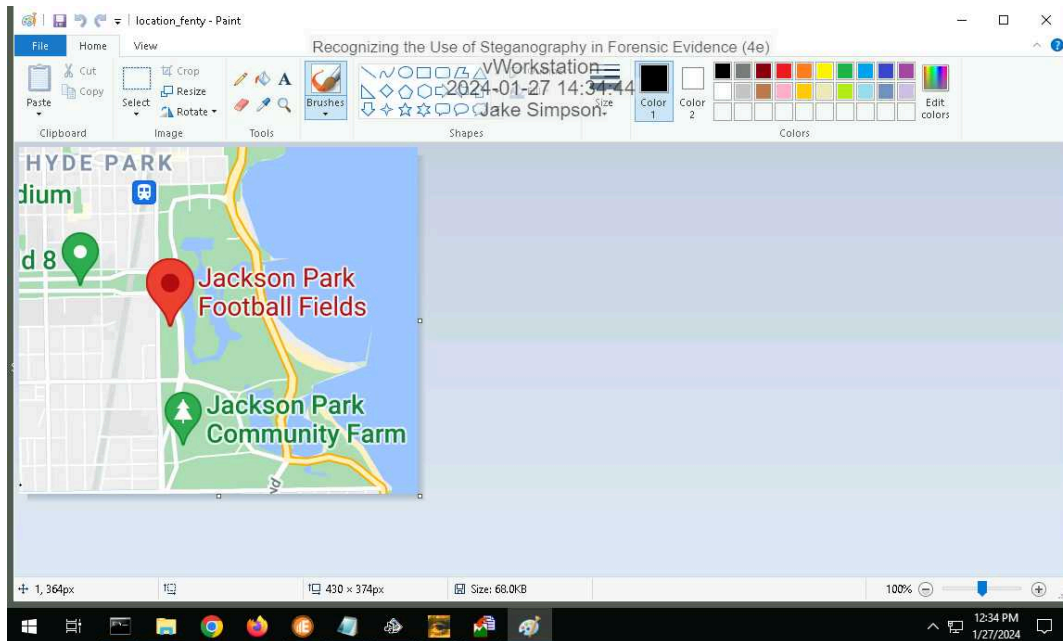 location_fenty - Paint
File Home View
Recognizing the Use of Steganography in Forensic Evidence (4e)
vWorkstation
2024-01-27 14:34:44
Jake Simpson
Paste
Cut
Copy
Clipboard
Select
Crop
Resize
Rotate
Image
A
Tools
Brushes
Shapes
Size
Color 1
Color 2
Edit colors
Colors
HYDE PARK
dium
d 8
Jackson Park
Football Fields
Jackson Park
Community Farm
1, 364px
430 × 374px
Size: 68.0KB
100%
12:34 PM
1/27/2024